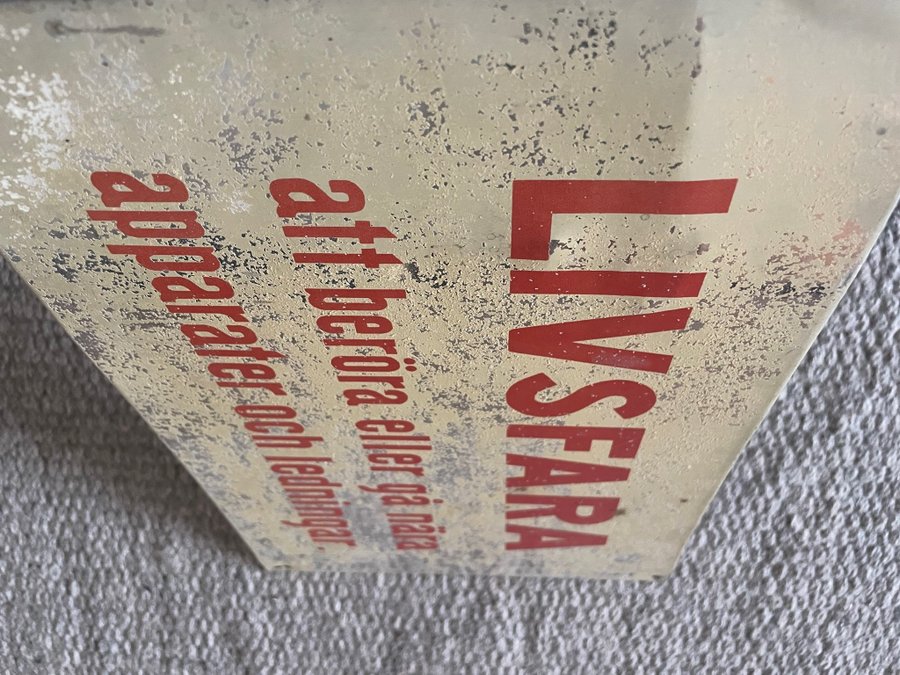 LIVSFARA
att beröra eller gå nära
apparater och ledningar.